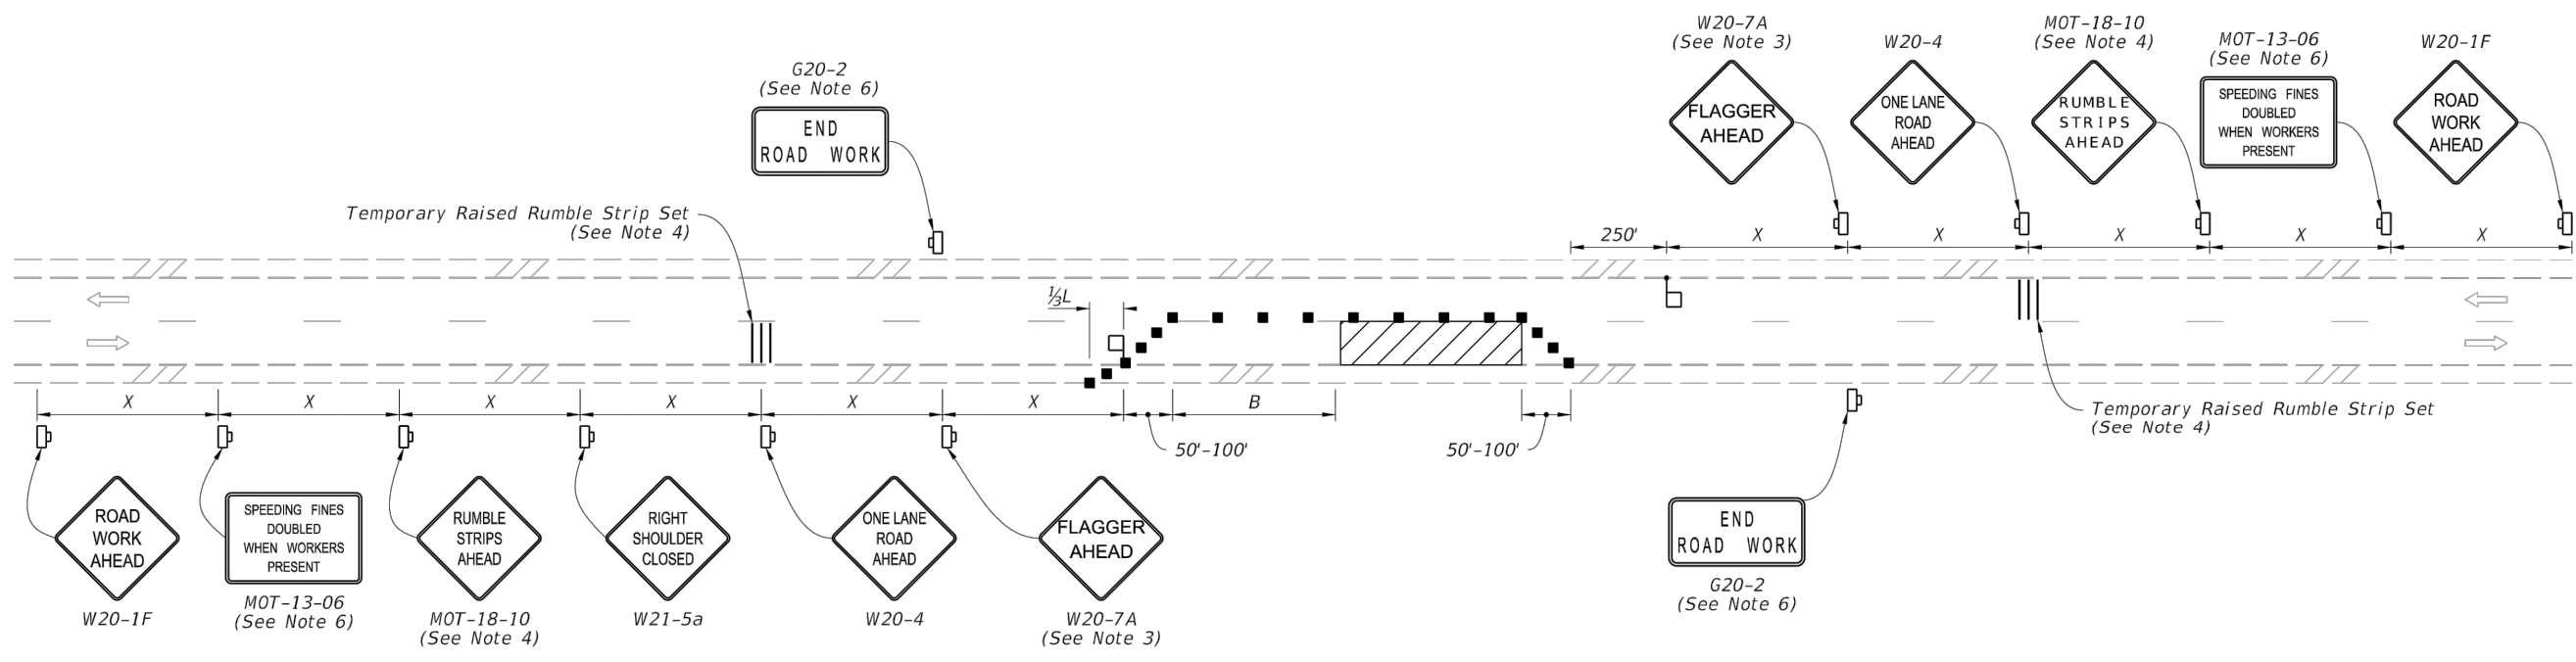 W20-7A
(See Note 3)
W20-4
MOT-18-10
(See Note 4)
MOT-13-06
(See Note 6)
W20-1F
G20-2
(See Note 6)
END
ROAD WORK
FLAGGER
AHEAD
ONE LANE
ROAD
AHEAD
RUMBLE
STRIPS
AHEAD
SPEEDING FINES
DOUBLED
WHEN WORKERS
PRESENT
ROAD
WORK
AHEAD
Temporary Raised Rumble Strip Set
(See Note 4)
250'
X
X
X
X
X
⅓L
X
X
X
X
X
X
B
50'-100'
50'-100'
Temporary Raised Rumble Strip Set
(See Note 4)
ROAD
WORK
AHEAD
W20-1F
SPEEDING FINES
DOUBLED
WHEN WORKERS
PRESENT
MOT-13-06
(See Note 6)
RUMBLE
STRIPS
AHEAD
MOT-18-10
(See Note 4)
RIGHT
SHOULDER
CLOSED
W21-5a
ONE LANE
ROAD
AHEAD
W20-4
FLAGGER
AHEAD
W20-7A
(See Note 3)
END
ROAD WORK
G20-2
(See Note 6)